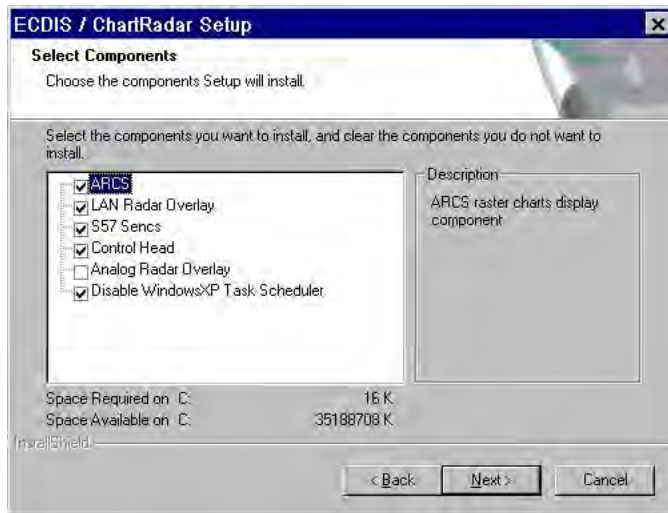 ECDIS / ChartRadar Setup
Select Components
Choose the components Setup will install.
Select the components you want to install, and clear the components you do not want to
install.
ARCS
LAN Radar Overlay
S57 Sencs
Control Head
Analog Radar Overlay
Disable WindowsXP Task Scheduler
Description
ARCS raster charts display
component
Space Required on C: 16 K
Space Available on C: 35188708 K
InstallShield
< Back Next > Cancel